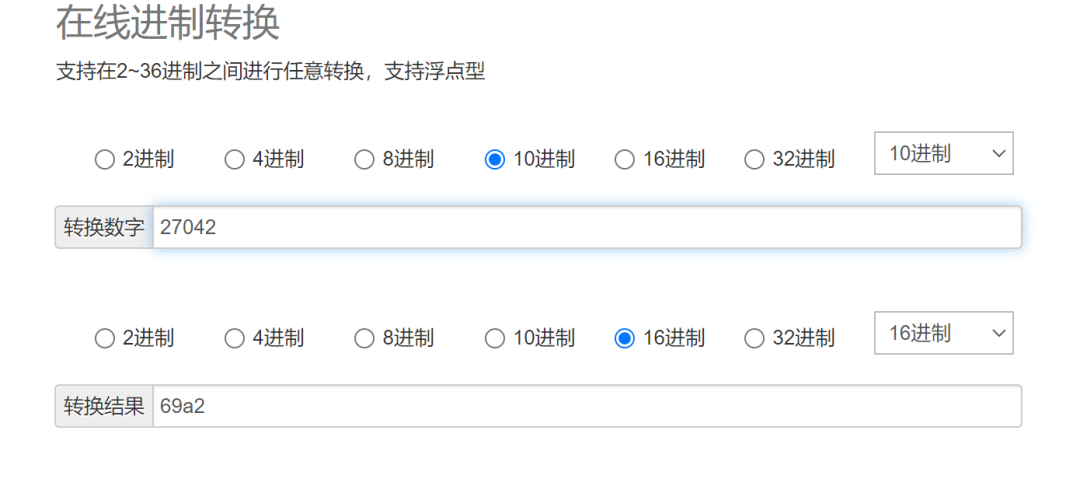 在线进制转换
支持在2~36进制之间进行任意转换，支持浮点型
2进制 4进制 8进制 10进制 16进制 32进制 10进制
转换数字 27042
2进制 4进制 8进制 10进制 16进制 32进制 16进制
转换结果 69a2